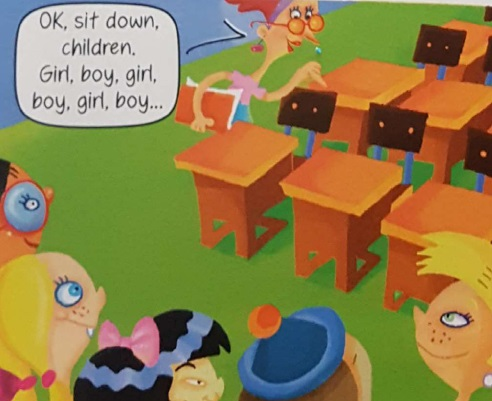 OK, sit down,
children.
Girl, boy, girl,
boy, girl, boy...